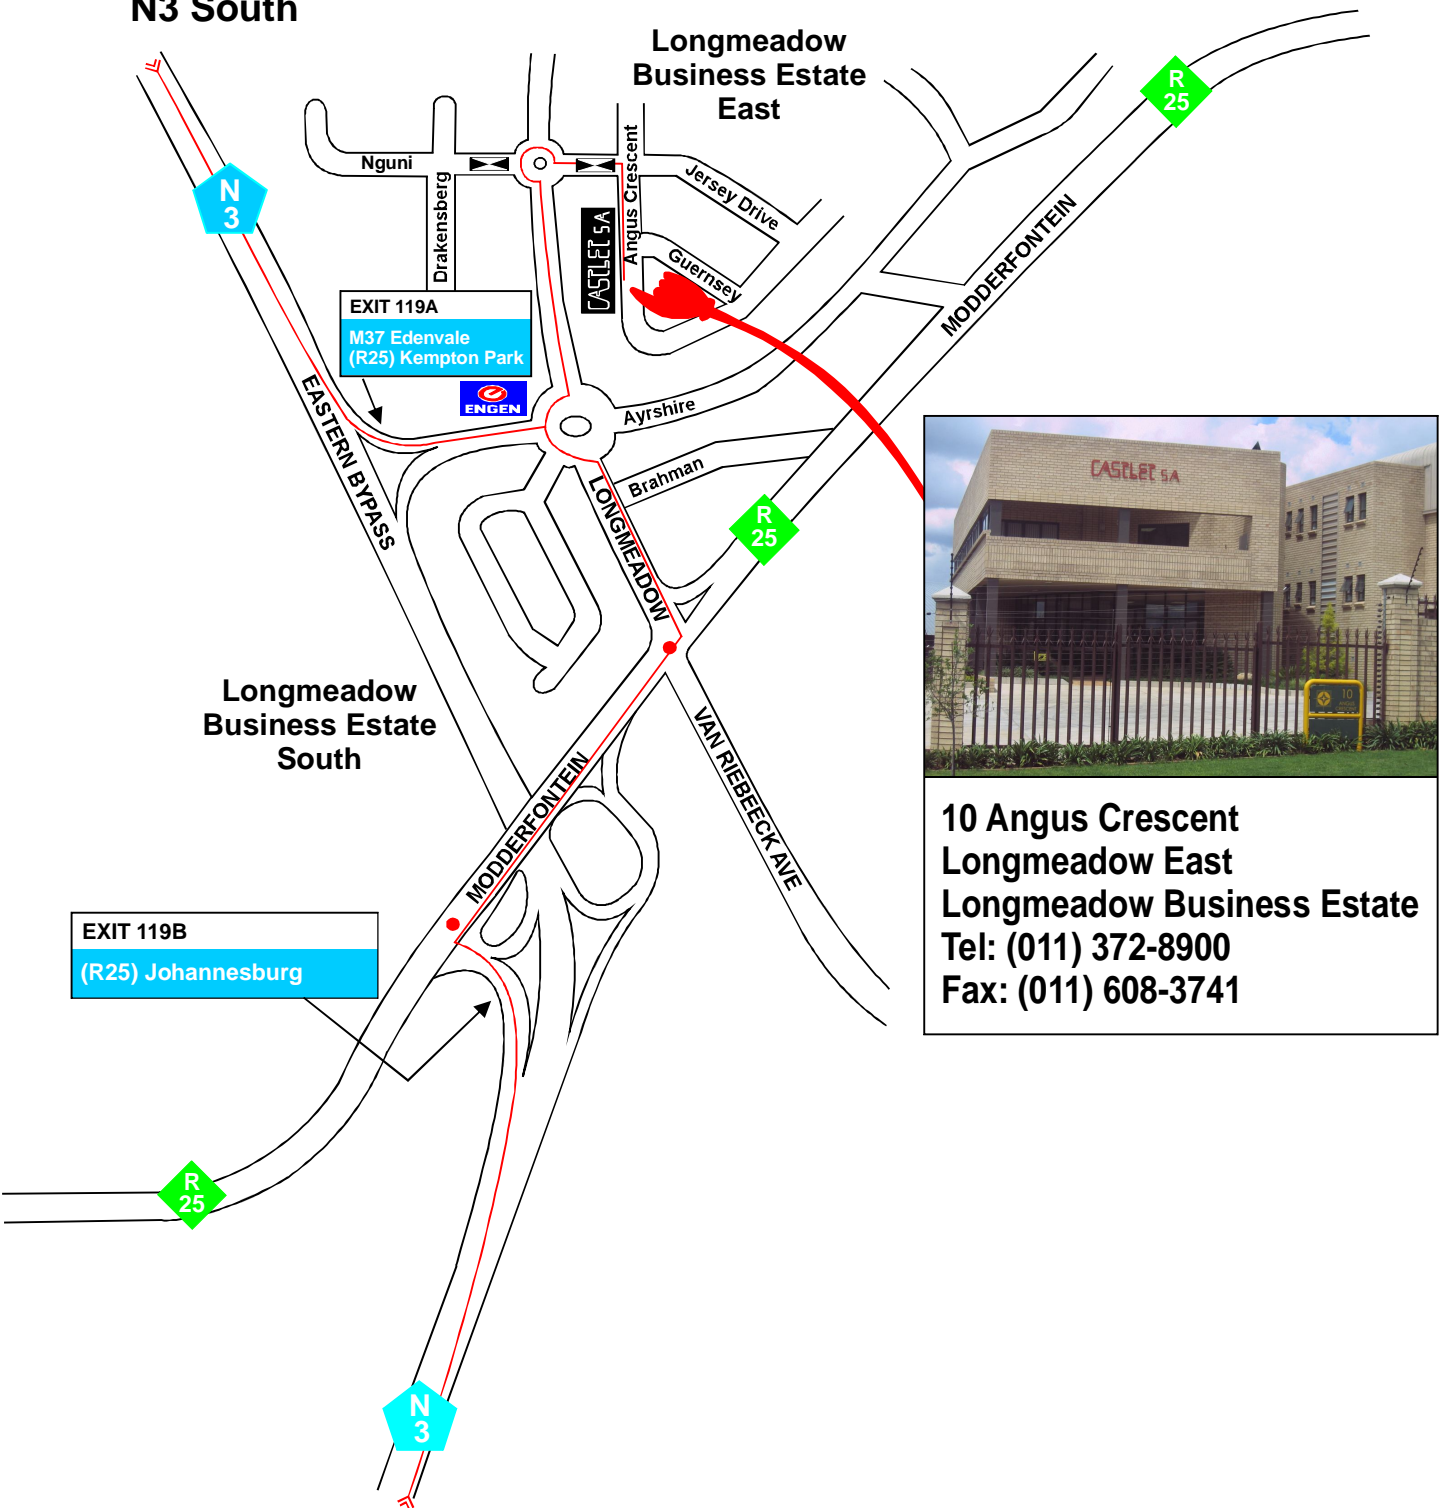 N3 South
Longmeadow
Business Estate
East
R
25
N
3
Nguni
Drakensberg
Angus Crescent
Jersey Drive
Guernsey
CASTLET SA
MODDERFONTEIN
EXIT 119A
M37 Edenvale
(R25) Kempton Park
ENGEN
EASTERN BYPASS
Ayrshire
Brahman
LONGMEADOW
R
25
CASTLET SA
10
Longmeadow
Business Estate
South
VAN RIEBEECK AVE
MODDERFONTEIN
10 Angus Crescent
Longmeadow East
Longmeadow Business Estate
Tel: (011) 372-8900
Fax: (011) 608-3741
EXIT 119B
(R25) Johannesburg
R
25
N
3